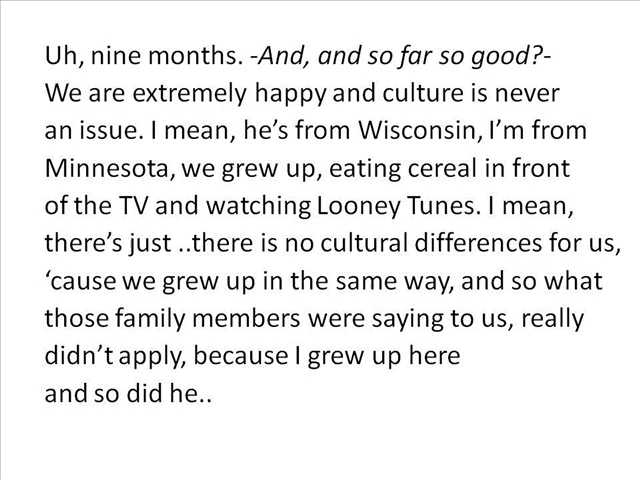 Uh, nine months. -And, and so far so good?-
We are extremely happy and culture is never
an issue. I mean, he’s from Wisconsin, I’m from
Minnesota, we grew up, eating cereal in front
of the TV and watching Looney Tunes. I mean,
there’s just ..there is no cultural differences for us,
‘cause we grew up in the same way, and so what
those family members were saying to us, really
didn’t apply, because I grew up here
and so did he..